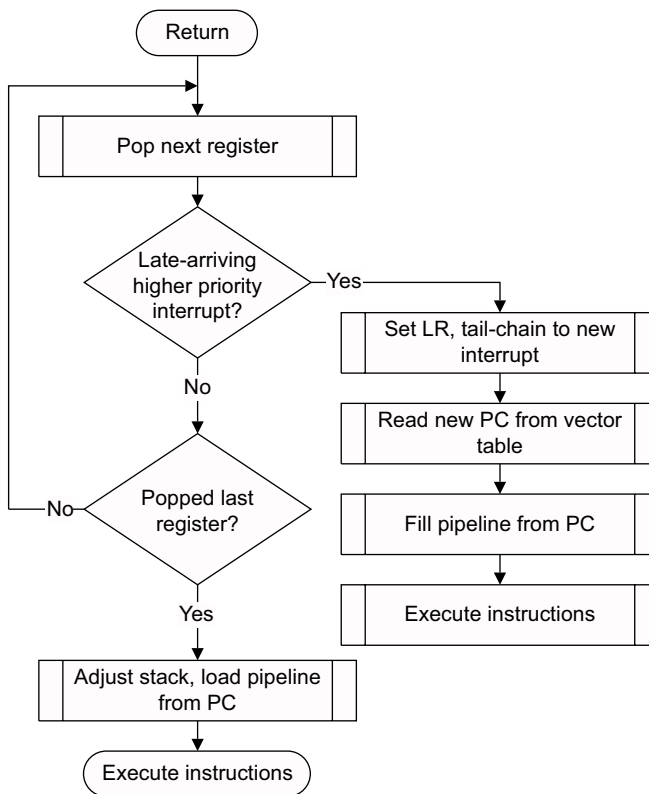 Return
Pop next register
Late-arriving
higher priority
interrupt?
Yes
Set LR, tail-chain to new
interrupt
No
Read new PC from vector
table
Popped last
register?
No
Fill pipeline from PC
Yes
Execute instructions
Adjust stack, load pipeline
from PC
Execute instructions